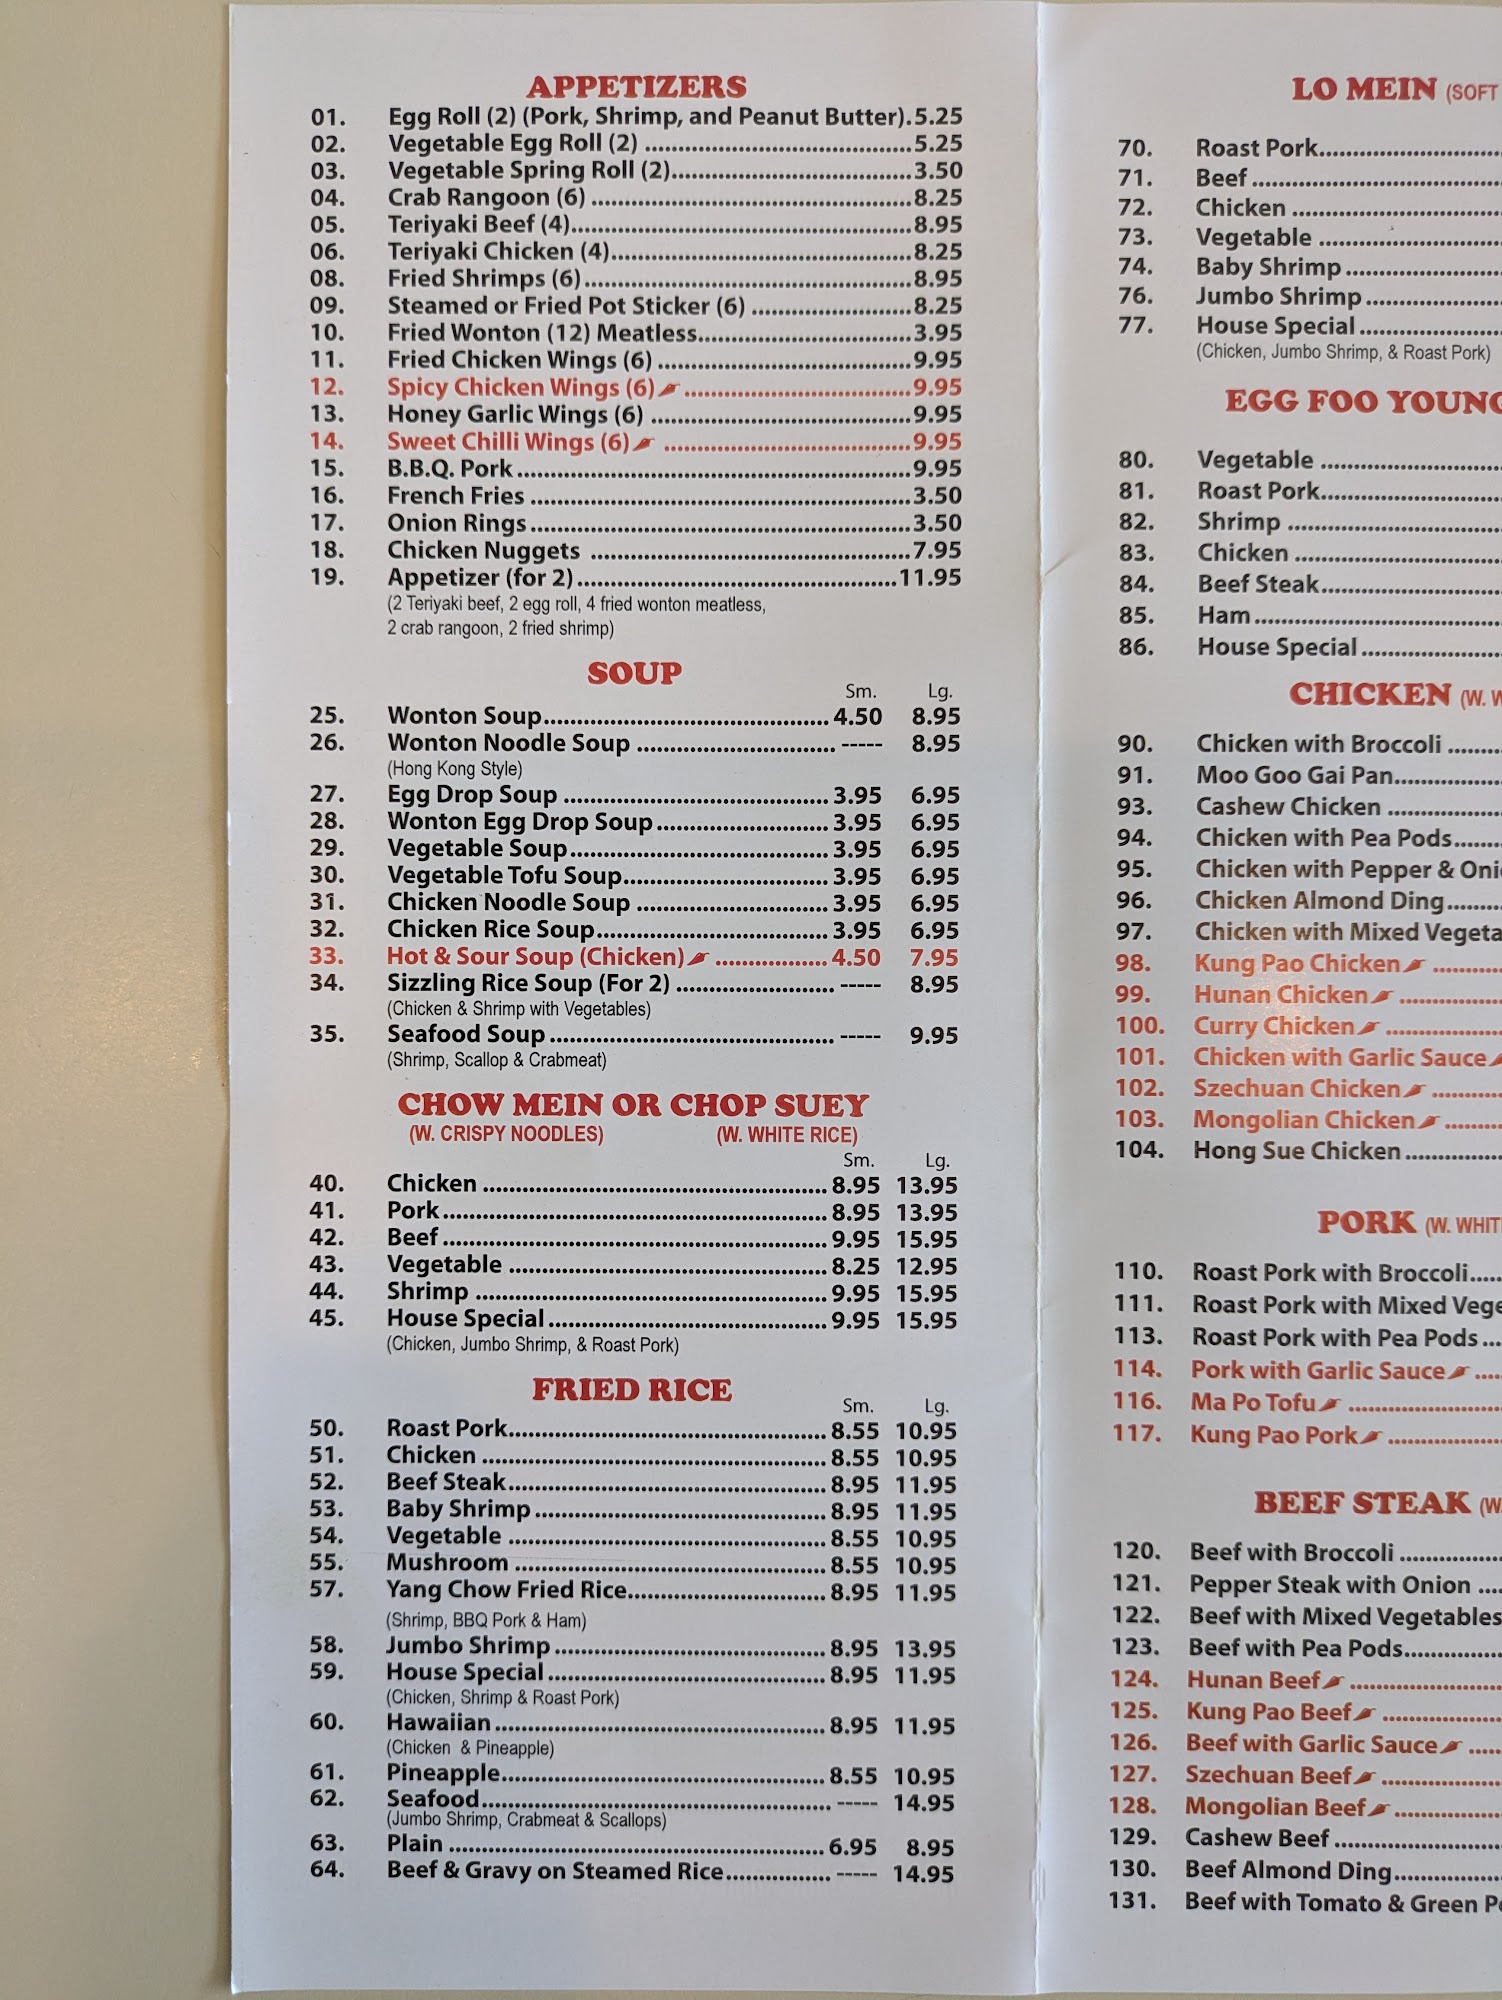 APPETIZERS
01. Egg Roll (2) (Pork, Shrimp, and Peanut Butter).5.25
02. Vegetable Egg Roll (2) 5.25
03. Vegetable Spring Roll (2) 3.50
04. Crab Rangoon (6) 8.25
05. Teriyaki Beef (4) 8.95
06. Teriyaki Chicken (4) 8.25
08. Fried Shrimps (6) 8.95
09. Steamed or Fried Pot Sticker (6) 8.25
10. Fried Wonton (12) Meatless 3.95
11. Fried Chicken Wings (6) 9.95
12. Spicy Chicken Wings (6) 9.95
13. Honey Garlic Wings (6) 9.95
14. Sweet Chilli Wings (6) 9.95
15. B.B.Q. Pork 9.95
16. French Fries 3.50
17. Onion Rings 3.50
18. Chicken Nuggets 7.95
19. Appetizer (for 2) 11.95
(2 Teriyaki beef, 2 egg roll, 4 fried wonton meatless,
2 crab rangoon, 2 fried shrimp)
SOUP
Sm. Lg.
25. Wonton Soup 4.50 8.95
26. Wonton Noodle Soup ----- 8.95
(Hong Kong Style)
27. Egg Drop Soup 3.95 6.95
28. Wonton Egg Drop Soup 3.95 6.95
29. Vegetable Soup 3.95 6.95
30. Vegetable Tofu Soup 3.95 6.95
31. Chicken Noodle Soup 3.95 6.95
32. Chicken Rice Soup 3.95 6.95
33. Hot & Sour Soup (Chicken) 4.50 7.95
34. Sizzling Rice Soup (For 2) ----- 8.95
(Chicken & Shrimp with Vegetables)
35. Seafood Soup ----- 9.95
(Shrimp, Scallop & Crabmeat)
CHOW MEIN OR CHOP SUEY
(W. CRISPY NOODLES) (W. WHITE RICE)
Sm. Lg.
40. Chicken 8.95 13.95
41. Pork 8.95 13.95
42. Beef 9.95 15.95
43. Vegetable 8.25 12.95
44. Shrimp 9.95 15.95
45. House Special 9.95 15.95
(Chicken, Jumbo Shrimp, & Roast Pork)
FRIED RICE
Sm. Lg.
50. Roast Pork 8.55 10.95
51. Chicken 8.55 10.95
52. Beef Steak 8.95 11.95
53. Baby Shrimp 8.95 11.95
54. Vegetable 8.55 10.95
55. Mushroom 8.55 10.95
57. Yang Chow Fried Rice 8.95 11.95
(Shrimp, BBQ Pork & Ham)
58. Jumbo Shrimp 8.95 13.95
59. House Special 8.95 11.95
(Chicken, Shrimp & Roast Pork)
60. Hawaiian 8.95 11.95
(Chicken & Pineapple)
61. Pineapple 8.55 10.95
62. Seafood ----- 14.95
(Jumbo Shrimp, Crabmeat & Scallops)
63. Plain 6.95 8.95
64. Beef & Gravy on Steamed Rice ----- 14.95
LO MEIN (SOFT
70. Roast Pork
71. Beef
72. Chicken
73. Vegetable
74. Baby Shrimp
76. Jumbo Shrimp
77. House Special
(Chicken, Jumbo Shrimp, & Roast Pork)
EGG FOO YOUNG
80. Vegetable
81. Roast Pork
82. Shrimp
83. Chicken
84. Beef Steak
85. Ham
86. House Special
CHICKEN (W.
90. Chicken with Broccoli
91. Moo Goo Gai Pan
93. Cashew Chicken
94. Chicken with Pea Pods
95. Chicken with Pepper &
96. Chicken Almond Ding
97. Chicken with Mixed
98. Kung Pao Chicken
99. Hunan Chicken
100. Curry Chicken
101. Chicken with Garlic Sauce
102. Szechuan Chicken
103. Mongolian Chicken
104. Hong Sue Chicken
PORK (W.
110. Roast Pork with Broccoli
111. Roast Pork with Mixed
113. Roast Pork with Pea Pods
114. Pork with Garlic Sauce
116. Ma Po Tofu
117. Kung Pao Pork
BEEF STEAK
120. Beef with Broccoli
121. Pepper Steak with Onion
122. Beef with Mixed Vegetables
123. Beef with Pea Pods
124. Hunan Beef
125. Kung Pao Beef
126. Beef with Garlic Sauce
127. Szechuan Beef
128. Mongolian Beef
129. Cashew Beef
130. Beef Almond Ding
131. Beef with Tomato & Green